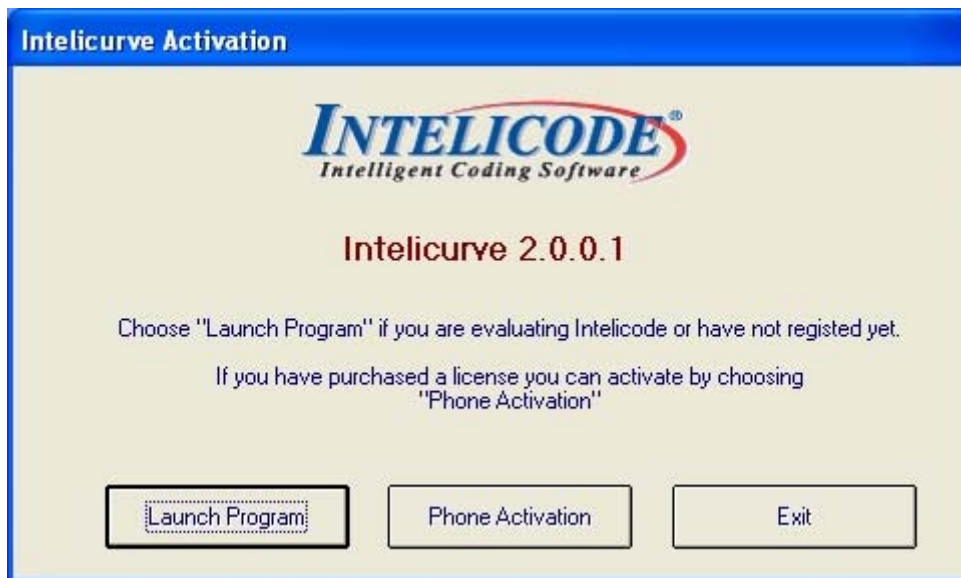 Intelicurve Activation
INTELICODE®
Intelligent Coding Software
Intelicurve 2.0.0.1
Choose "Launch Program" if you are evaluating Intelicode or have not registed yet.
If you have purchased a license you can activate by choosing
"Phone Activation"
Launch Program
Phone Activation
Exit